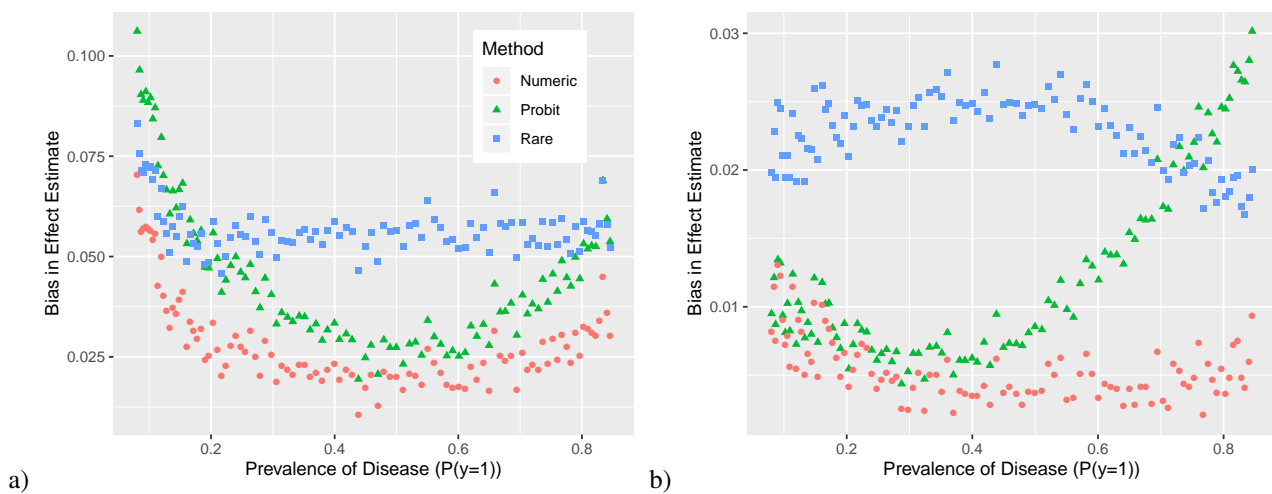 Bias in Effect Estimate
0.100
0.075
0.050
0.025
Method
Numeric
Probit
Rare
0.2
0.4
0.6
0.8
Prevalence of Disease (P(y=1))
a)
Bias in Effect Estimate
0.03
0.02
0.01
0.2
0.4
0.6
0.8
Prevalence of Disease (P(y=1))
b)